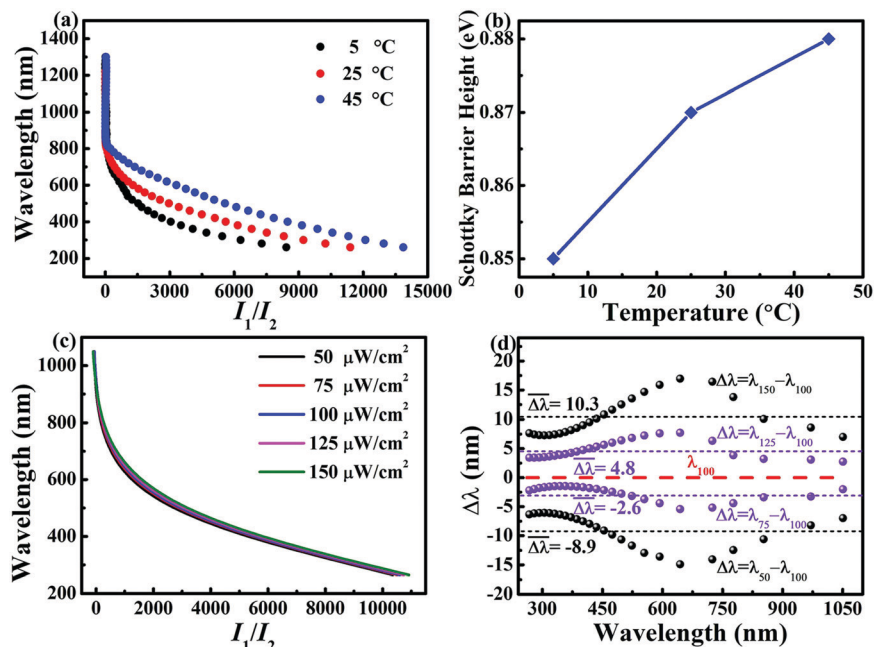 (a)
5 °C
25 °C
45 °C
1400
1200
1000
800
600
400
200
Wavelength (nm)
0 3000 6000 9000 12000 15000
I₁/I₂
(b)
0.88
0.87
0.86
0.85
Schottky Barrier Height (eV)
0 10 20 30 40 50
Temperature (°C)
(c)
50 μW/cm²
75 μW/cm²
100 μW/cm²
125 μW/cm²
150 μW/cm²
1000
800
600
400
200
Wavelength (nm)
0 2000 4000 6000 8000 10000
I₁/I₂
(d)
20
15
10
5
0
-5
-10
-15
-20
Δλ (nm)
Δλ=λ₁₅₀−λ₁₀₀
Δλ= 10.3
Δλ=λ₁₂₅−λ₁₀₀
Δλ= 4.8
λ₁₀₀
Δλ= -2.6
Δλ=λ₇₅−λ₁₀₀
Δλ= -8.9
Δλ=λ₅₀−λ₁₀₀
300 450 600 750 900 1050
Wavelength (nm)